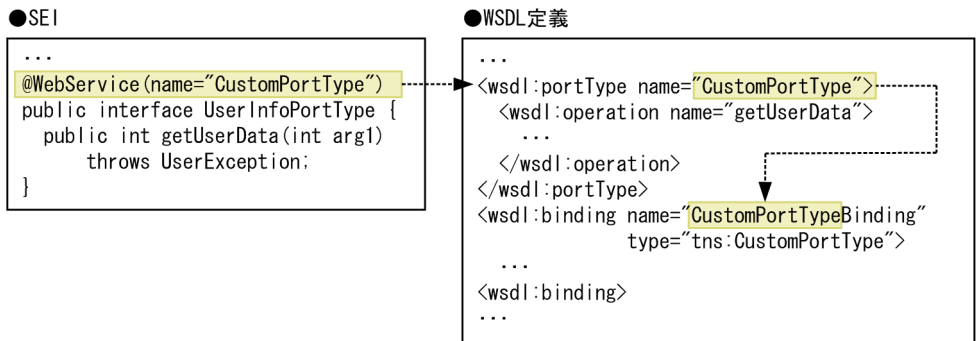 ●SEI
...
@WebService(name="CustomPortType")
public interface UserInfoPortType {
public int getUserData(int arg1)
throws UserException;
}
●WSDL定義
...
<wsdl:portType name="CustomPortType">
<wsdl:operation name="getUserData">
...
</wsdl:operation>
</wsdl:portType>
<wsdl:binding name="CustomPortTypeBinding"
type="tns:CustomPortType">
...
<wsdl:binding>
...